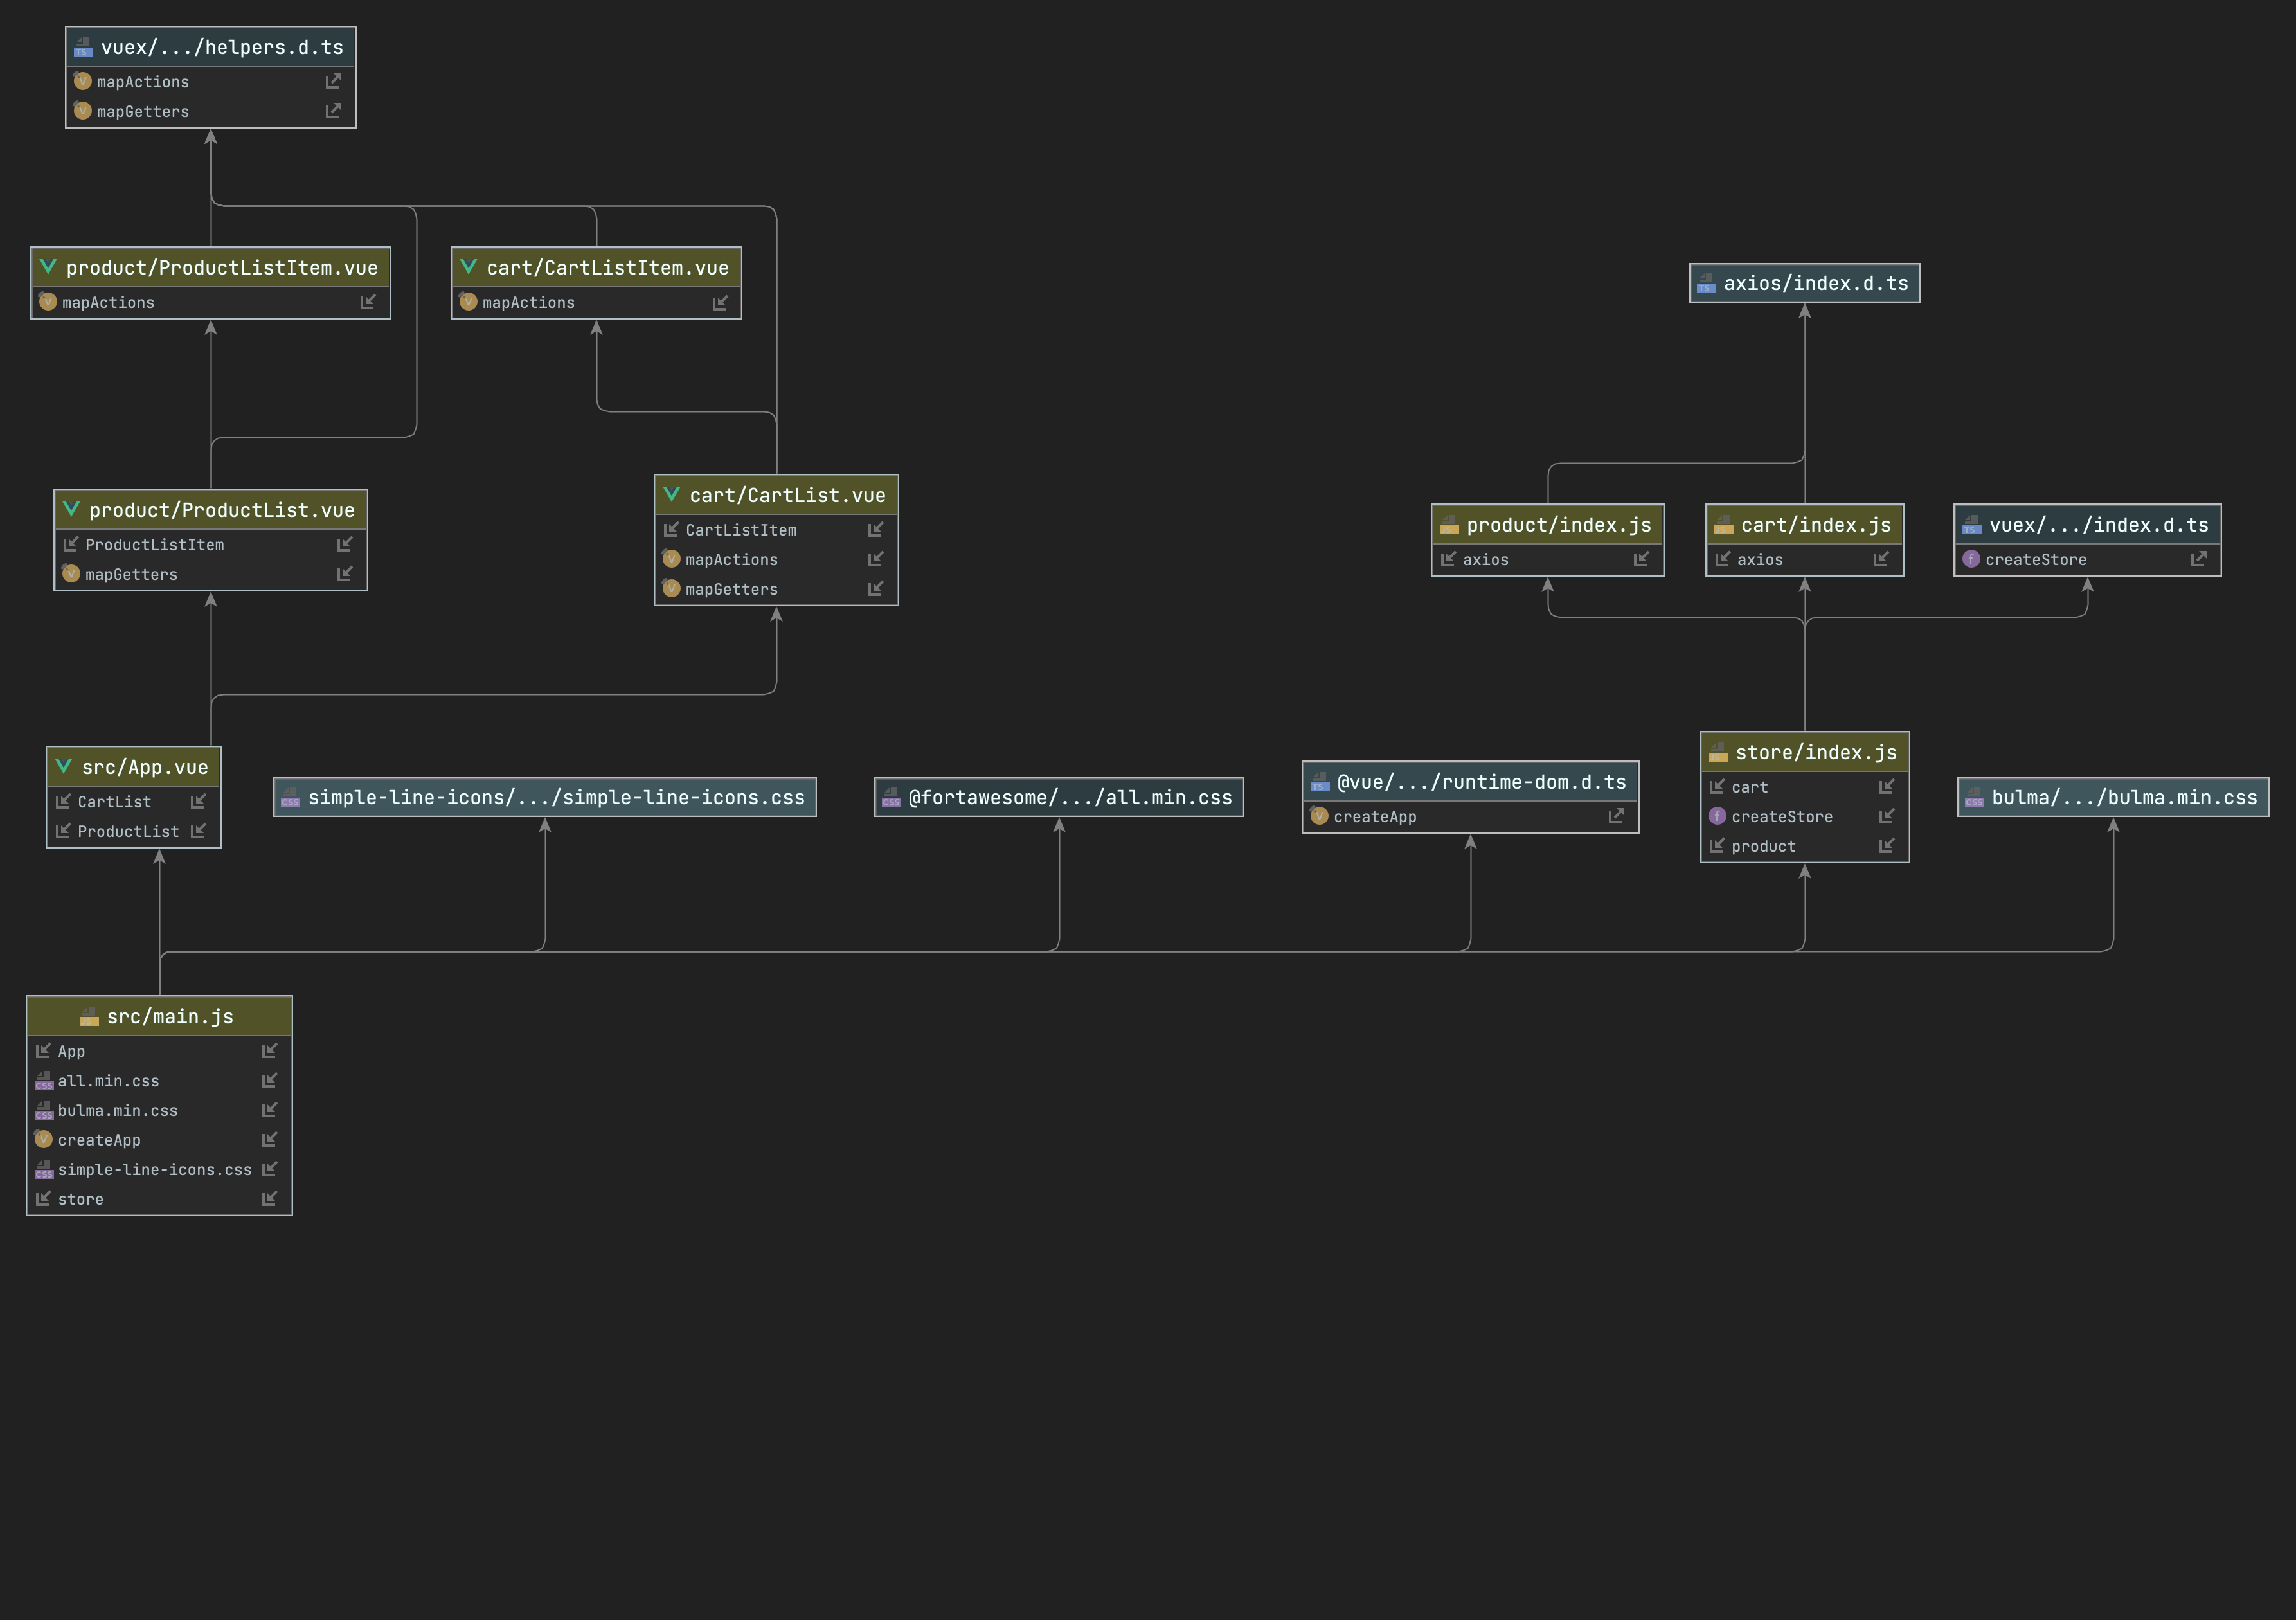 vuex/.../helpers.d.ts
mapActions
mapGetters
product/ProductListItem.vue
mapActions
cart/CartListItem.vue
mapActions
axios/index.d.ts
product/ProductList.vue
ProductListItem
mapGetters
cart/CartList.vue
CartListItem
mapActions
mapGetters
product/index.js
axios
cart/index.js
axios
vuex/.../index.d.ts
createStore
src/App.vue
CartList
ProductList
simple-line-icons/.../simple-line-icons.css
@fortawesome/.../all.min.css
@vue/.../runtime-dom.d.ts
createApp
store/index.js
cart
createStore
product
bulma/.../bulma.min.css
src/main.js
App
all.min.css
bulma.min.css
createApp
simple-line-icons.css
store